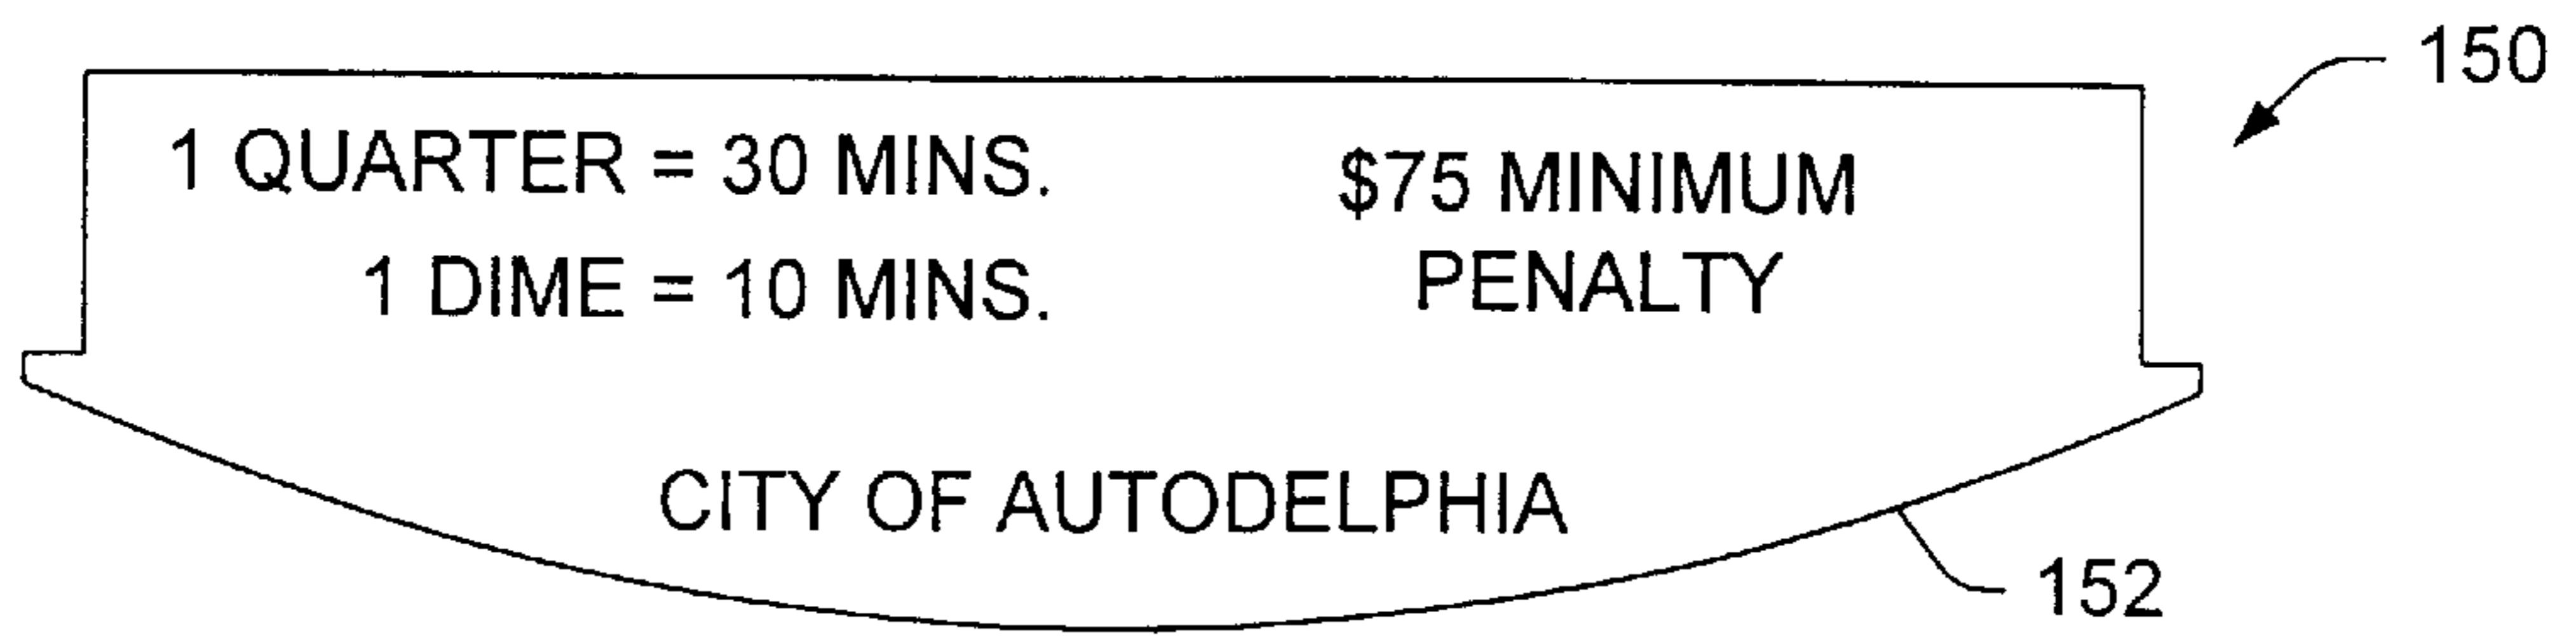 150
1 QUARTER = 30 MINS.
1 DIME = 10 MINS.
$75 MINIMUM
PENALTY
CITY OF AUTODELPHIA
152